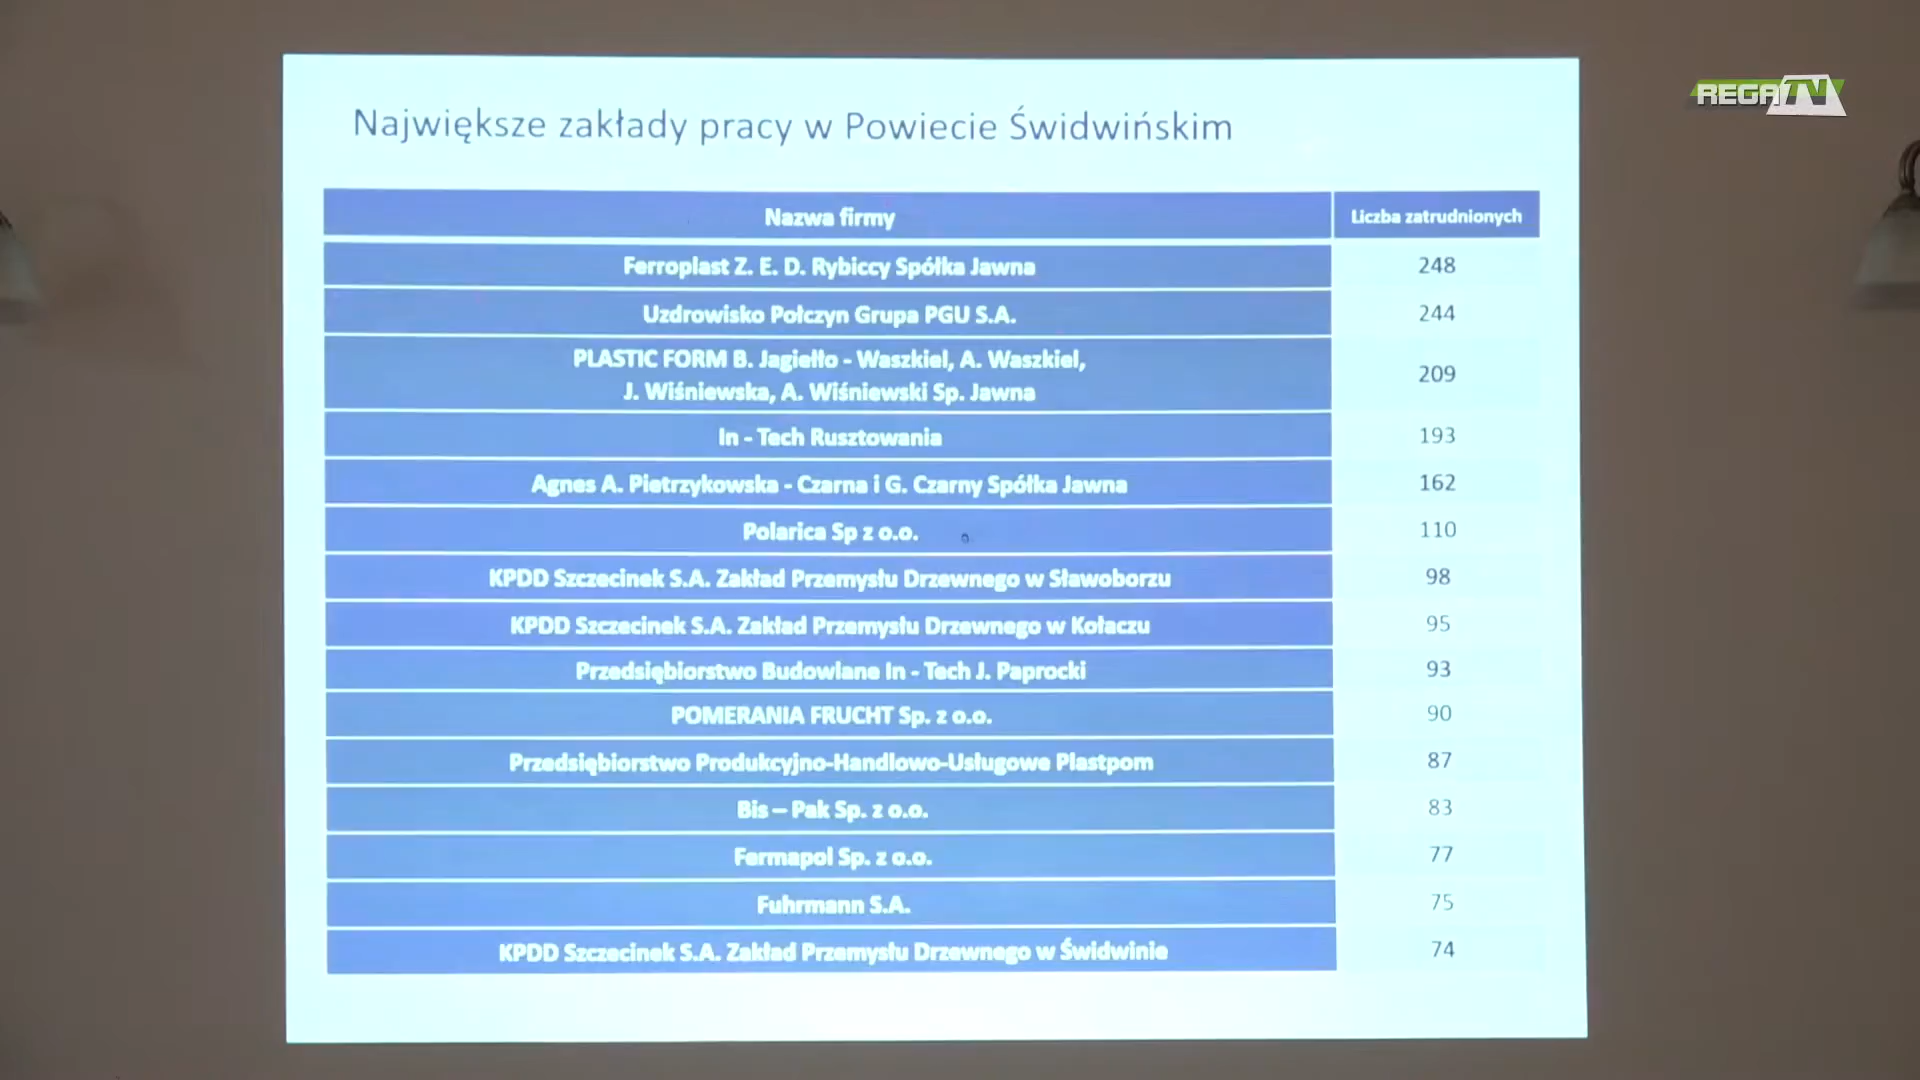 REGA TV
Największe zakłady pracy w Powiecie Świdwińskim
Nazwa firmy Liczba zatrudnionych
Ferroplast Z. E. D. Rybiccy Spółka Jawna 248
Uzdrowisko Połczyn Grupa PGU S.A. 244
PLASTIC FORM B. Jagiełło - Waszkiel, A. Waszkiel,
J. Wiśniewska, A. Wiśniewski Sp. Jawna 209
In - Tech Rusztowania 193
Agnes A. Pietrzykowska - Czarna i G. Czarny Spółka Jawna 162
Polarica Sp z o.o. 110
KPDD Szczecinek S.A. Zakład Przemysłu Drzewnego w Sławoborzu 98
KPDD Szczecinek S.A. Zakład Przemysłu Drzewnego w Kołaczu 95
Przedsiębiorstwo Budowlane In - Tech J. Paprocki 93
POMERANIA FRUCHT Sp. z o.o. 90
Przedsiębiorstwo Produkcyjno-Handlowo-Usługowe Plastpom 87
Bis – Pak Sp. z o.o. 83
Fermapol Sp. z o.o. 77
Fuhrmann S.A. 75
KPDD Szczecinek S.A. Zakład Przemysłu Drzewnego w Świdwinie 74